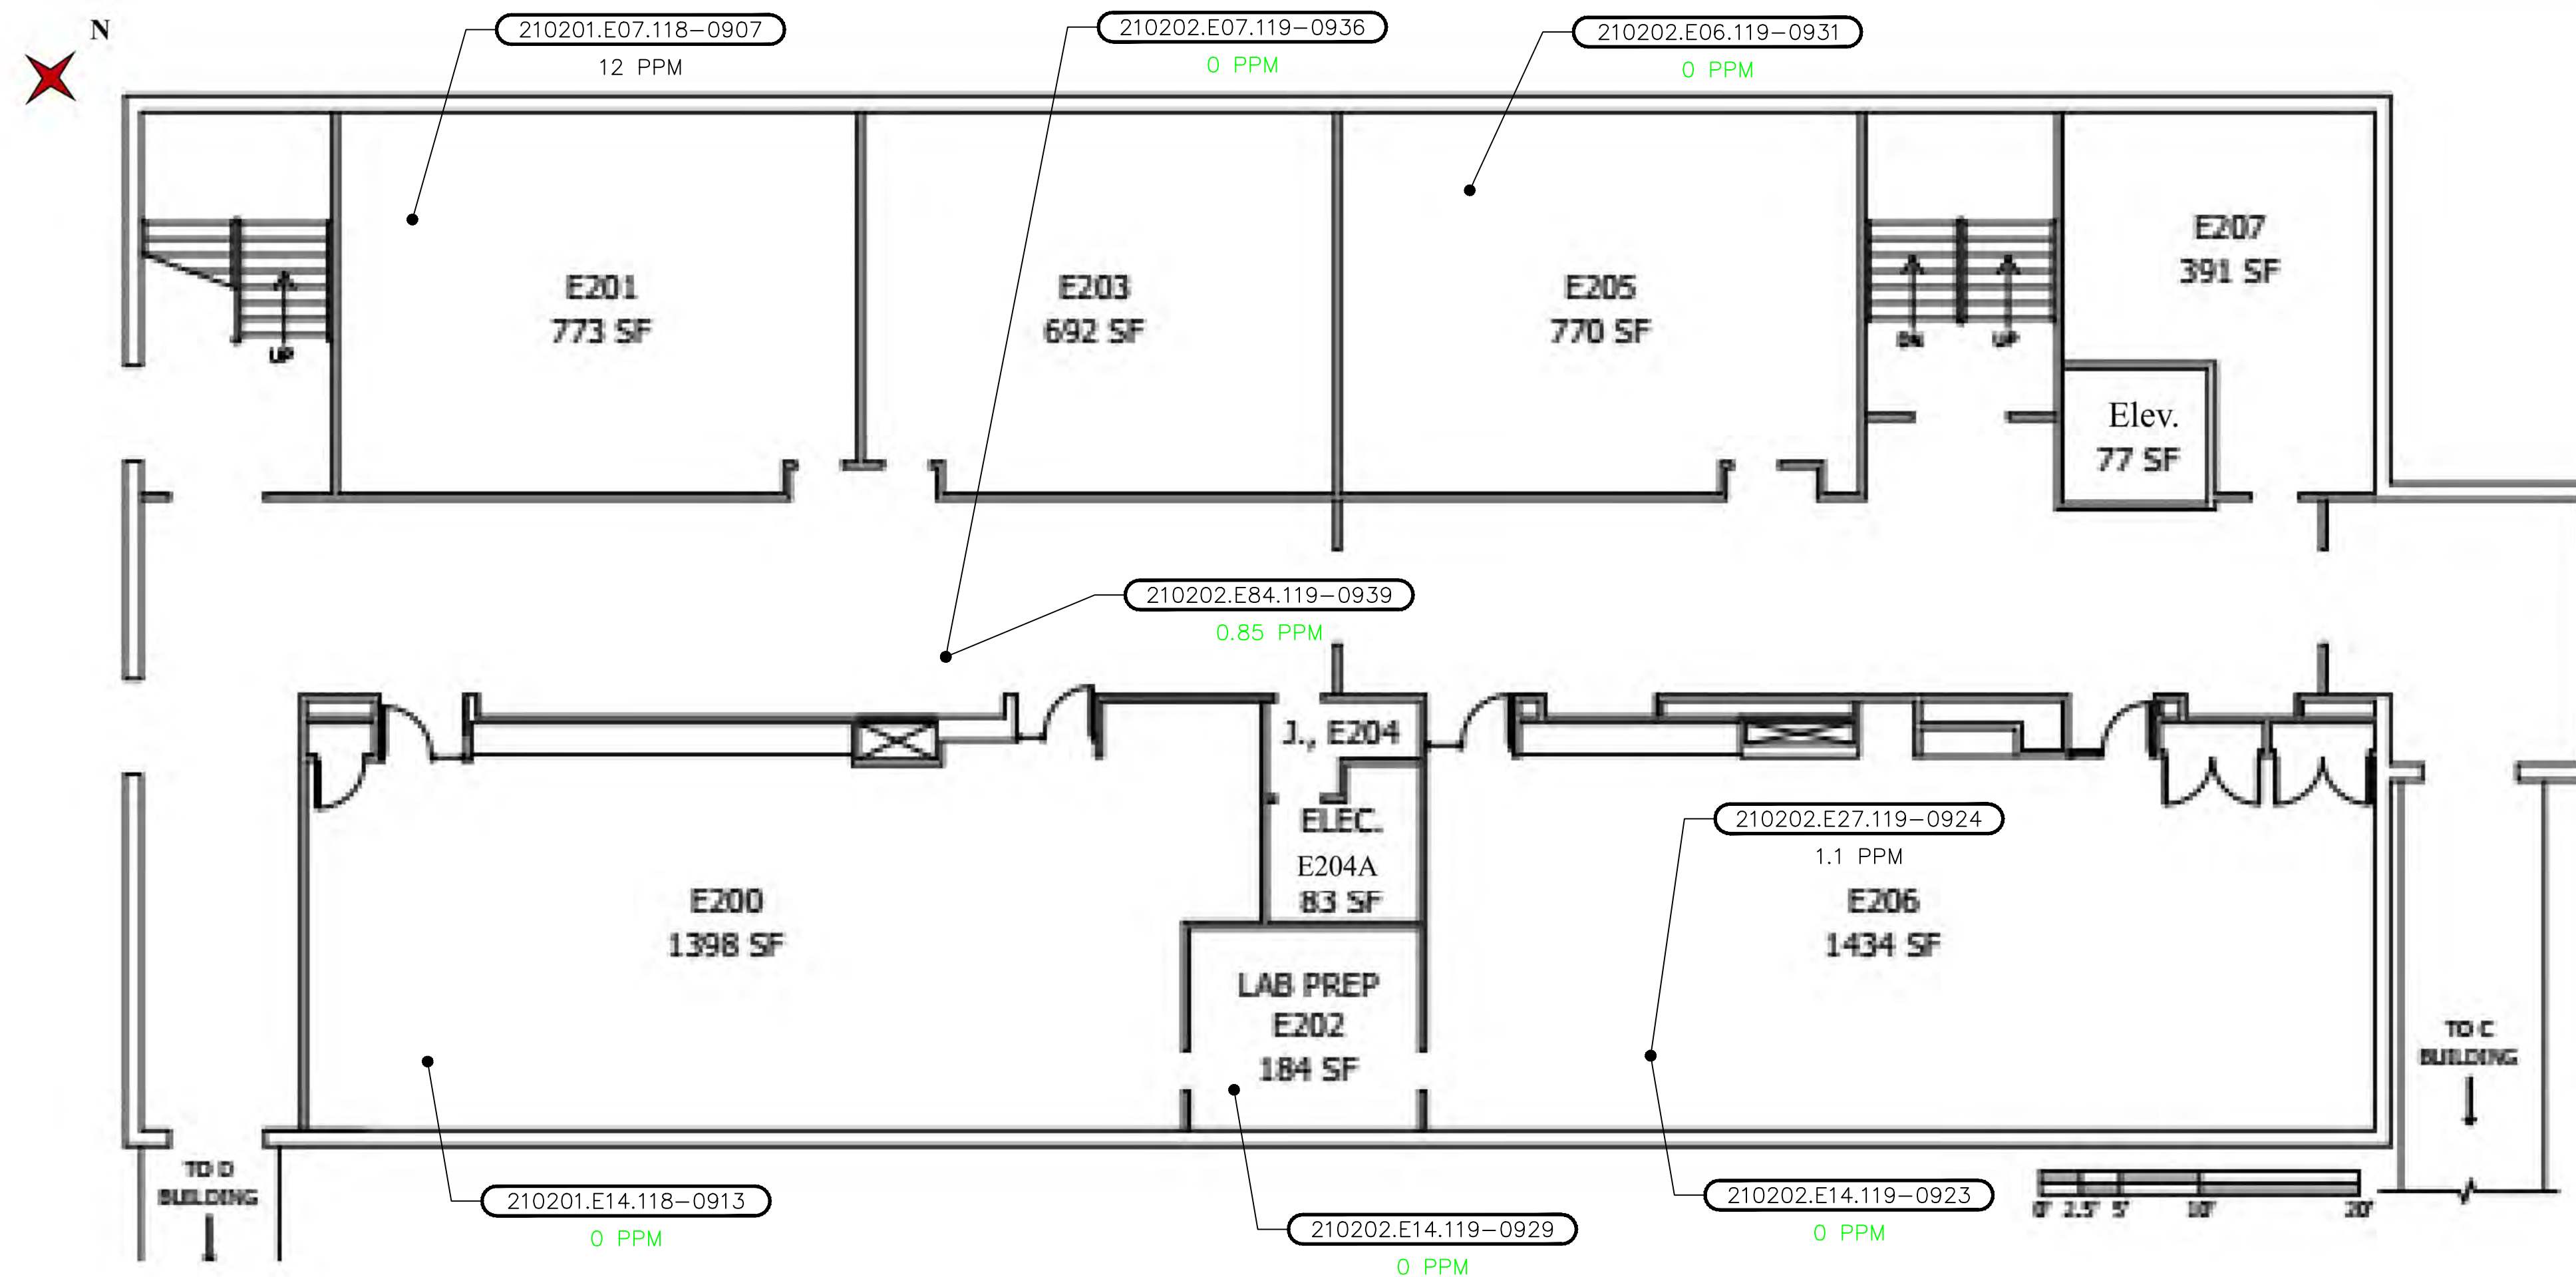 N
210201.E07.118-0907
12 PPM
210202.E07.119-0936
0 PPM
210202.E06.119-0931
0 PPM
E201
773 SF
E203
692 SF
E205
770 SF
E207
391 SF
UP
DN
UP
Elev.
77 SF
210202.E84.119-0939
0.85 PPM
J., E204
ELEC.
E204A
83 SF
210202.E27.119-0924
1.1 PPM
E200
1398 SF
E206
1434 SF
LAB PREP
E202
184 SF
TO C
BUILDING
TO D
BUILDING
210201.E14.118-0913
0 PPM
210202.E14.119-0929
0 PPM
210202.E14.119-0923
0 PPM
0' 2.5' 5' 10' 20'